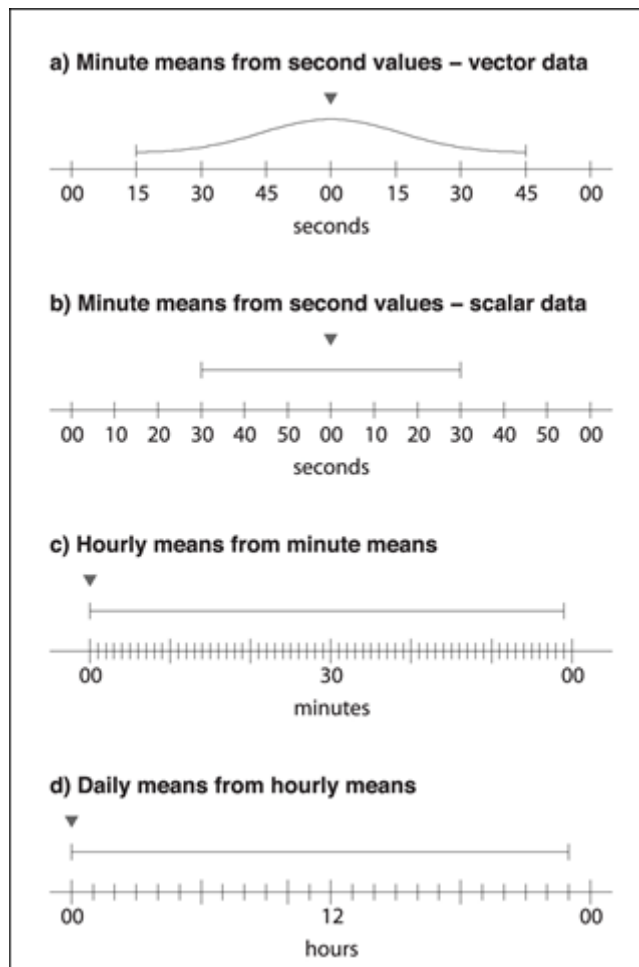 a) Minute means from second values – vector data
00 15 30 45 00 15 30 45 00
seconds
b) Minute means from second values – scalar data
00 10 20 30 40 50 00 10 20 30 40 50 00
seconds
c) Hourly means from minute means
00 30 00
minutes
d) Daily means from hourly means
00 12 00
hours